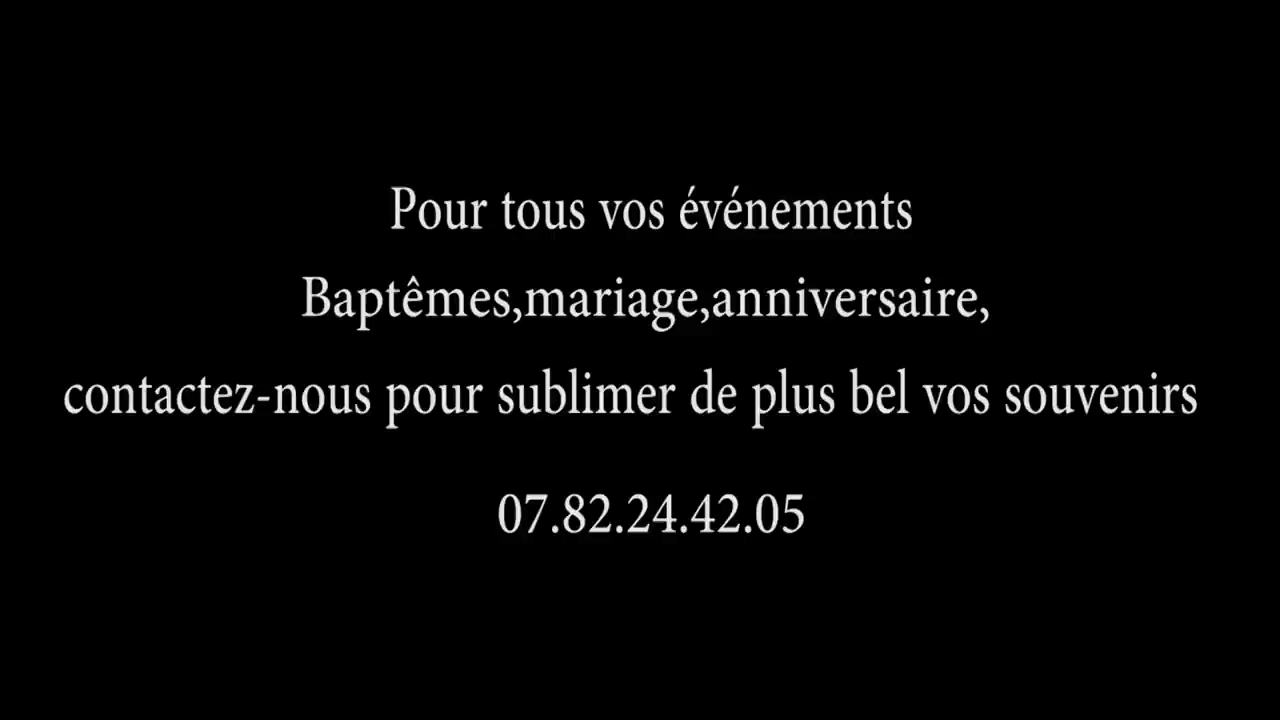 Pour tous vos événements
Baptêmes,mariage,anniversaire,
contactez-nous pour sublimer de plus bel vos souvenirs
07.82.24.42.05